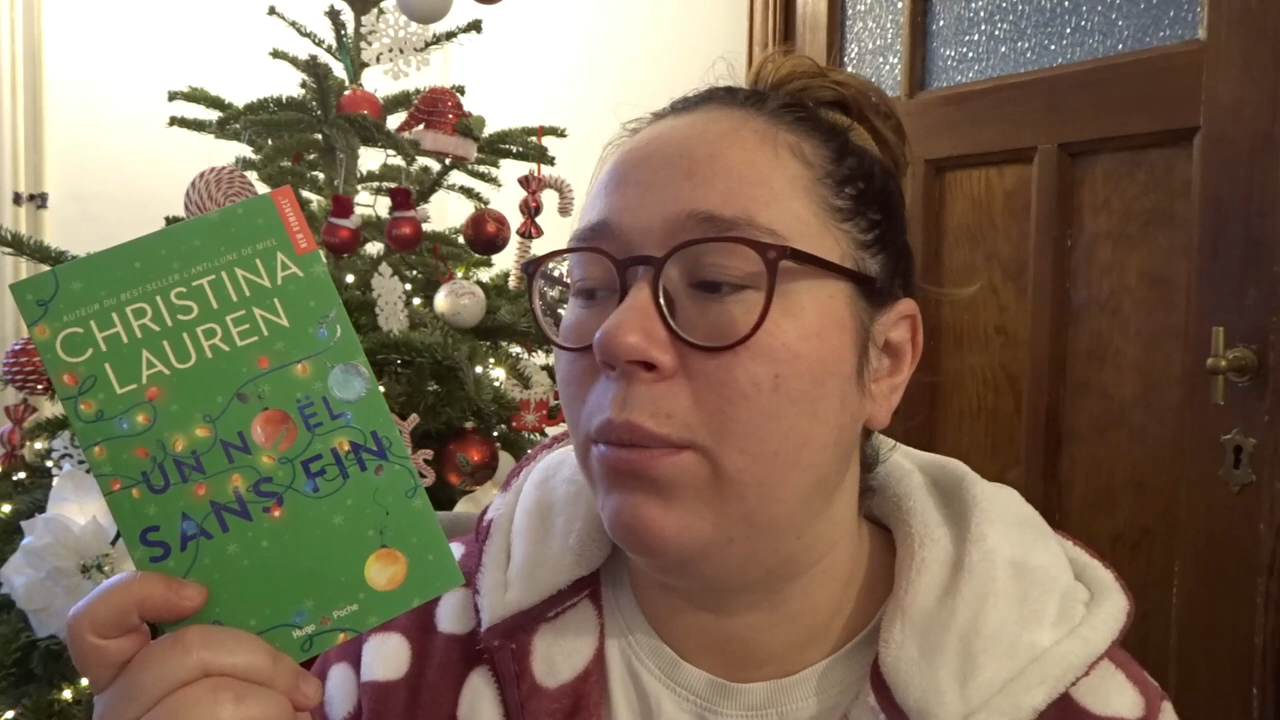 NEW ROMANCE
AUTEUR DU BEST-SELLER L'ANTI-LUNE DE MIEL
CHRISTINA
LAUREN
UN NOËL
SANS FIN
Hugo Poche